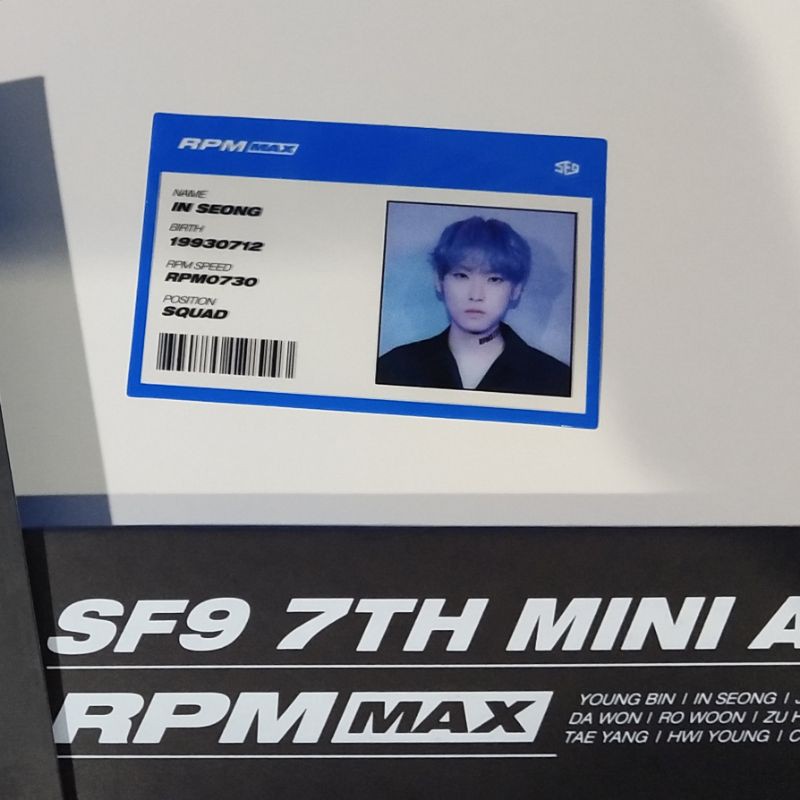 RPM MAX
SF9
NAME
IN SEONG
BIRTH
19930712
RPM SPEED
RPM0730
POSITION
SQUAD
SF9 7TH MINI A
RPM MAX
YOUNG BIN | IN SEONG | J
DA WON | RO WOON | ZU H
TAE YANG | HWI YOUNG | C